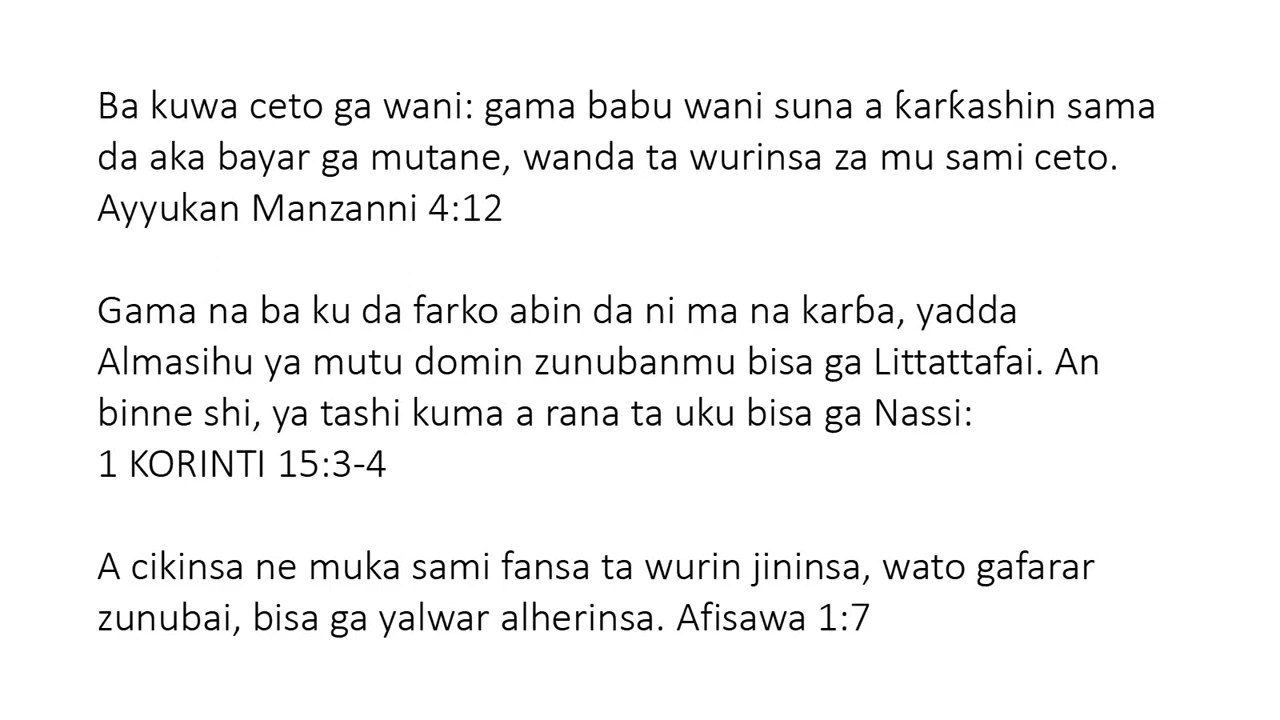 Ba kuwa ceto ga wani: gama babu wani suna a ƙarƙashin sama
da aka bayar ga mutane, wanda ta wurinsa za mu sami ceto.
Ayyukan Manzanni 4:12
Gama na ba ku da farko abin da ni ma na karɓa, yadda
Almasihu ya mutu domin zunubanmu bisa ga Littattafai. An
binne shi, ya tashi kuma a rana ta uku bisa ga Nassi:
1 KORINTI 15:3-4
A cikinsa ne muka sami fansa ta wurin jininsa, wato gafarar
zunubai, bisa ga yalwar alherinsa. Afisawa 1:7